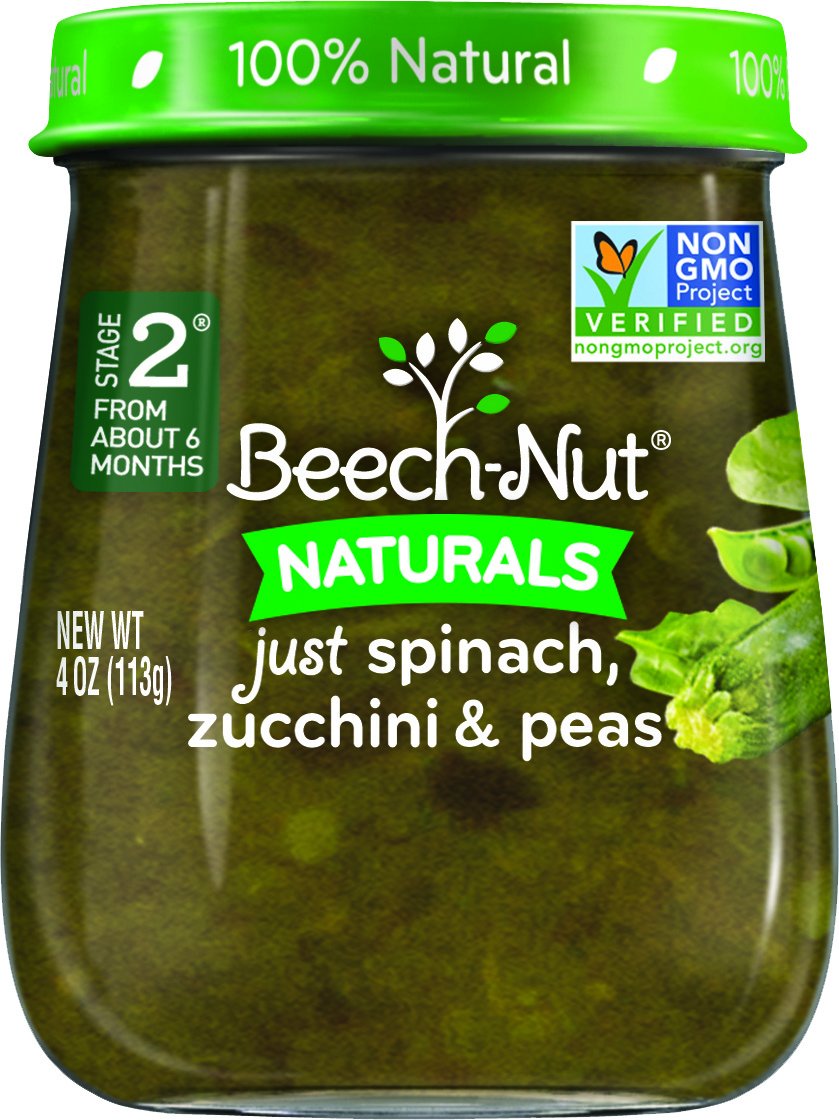 tural 100% Natural 100%
NON
GMO
Project
VERIFIED
nongmoproject.org
STAGE 2®
FROM
ABOUT 6
MONTHS
Beech-Nut®
NATURALS
just spinach,
zucchini & peas
NEW WT
4 OZ (113g)